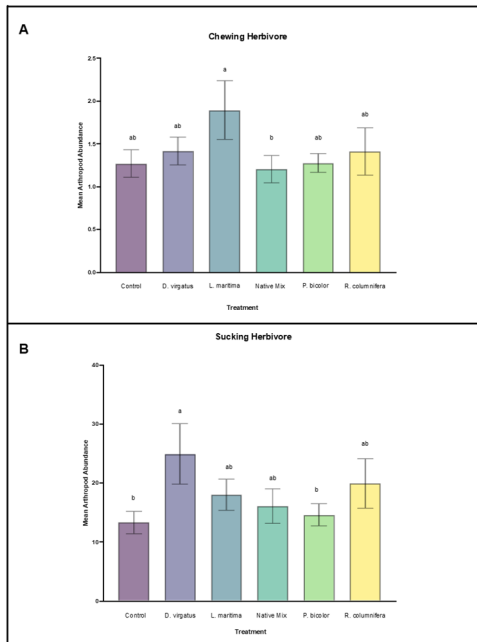 A
Chewing Herbivore
Mean Arthropod Abundance
2.5
2.0
1.5
1.0
0.5
0.0
ab
ab
a
b
ab
ab
Control
D. virgatus
L. maritima
Native Mix
P. bicolor
R. columnifera
Treatment
B
Sucking Herbivore
Mean Arthropod Abundance
40
30
20
10
0
b
a
ab
ab
b
ab
Control
D. virgatus
L. maritima
Native Mix
P. bicolor
R. columnifera
Treatment